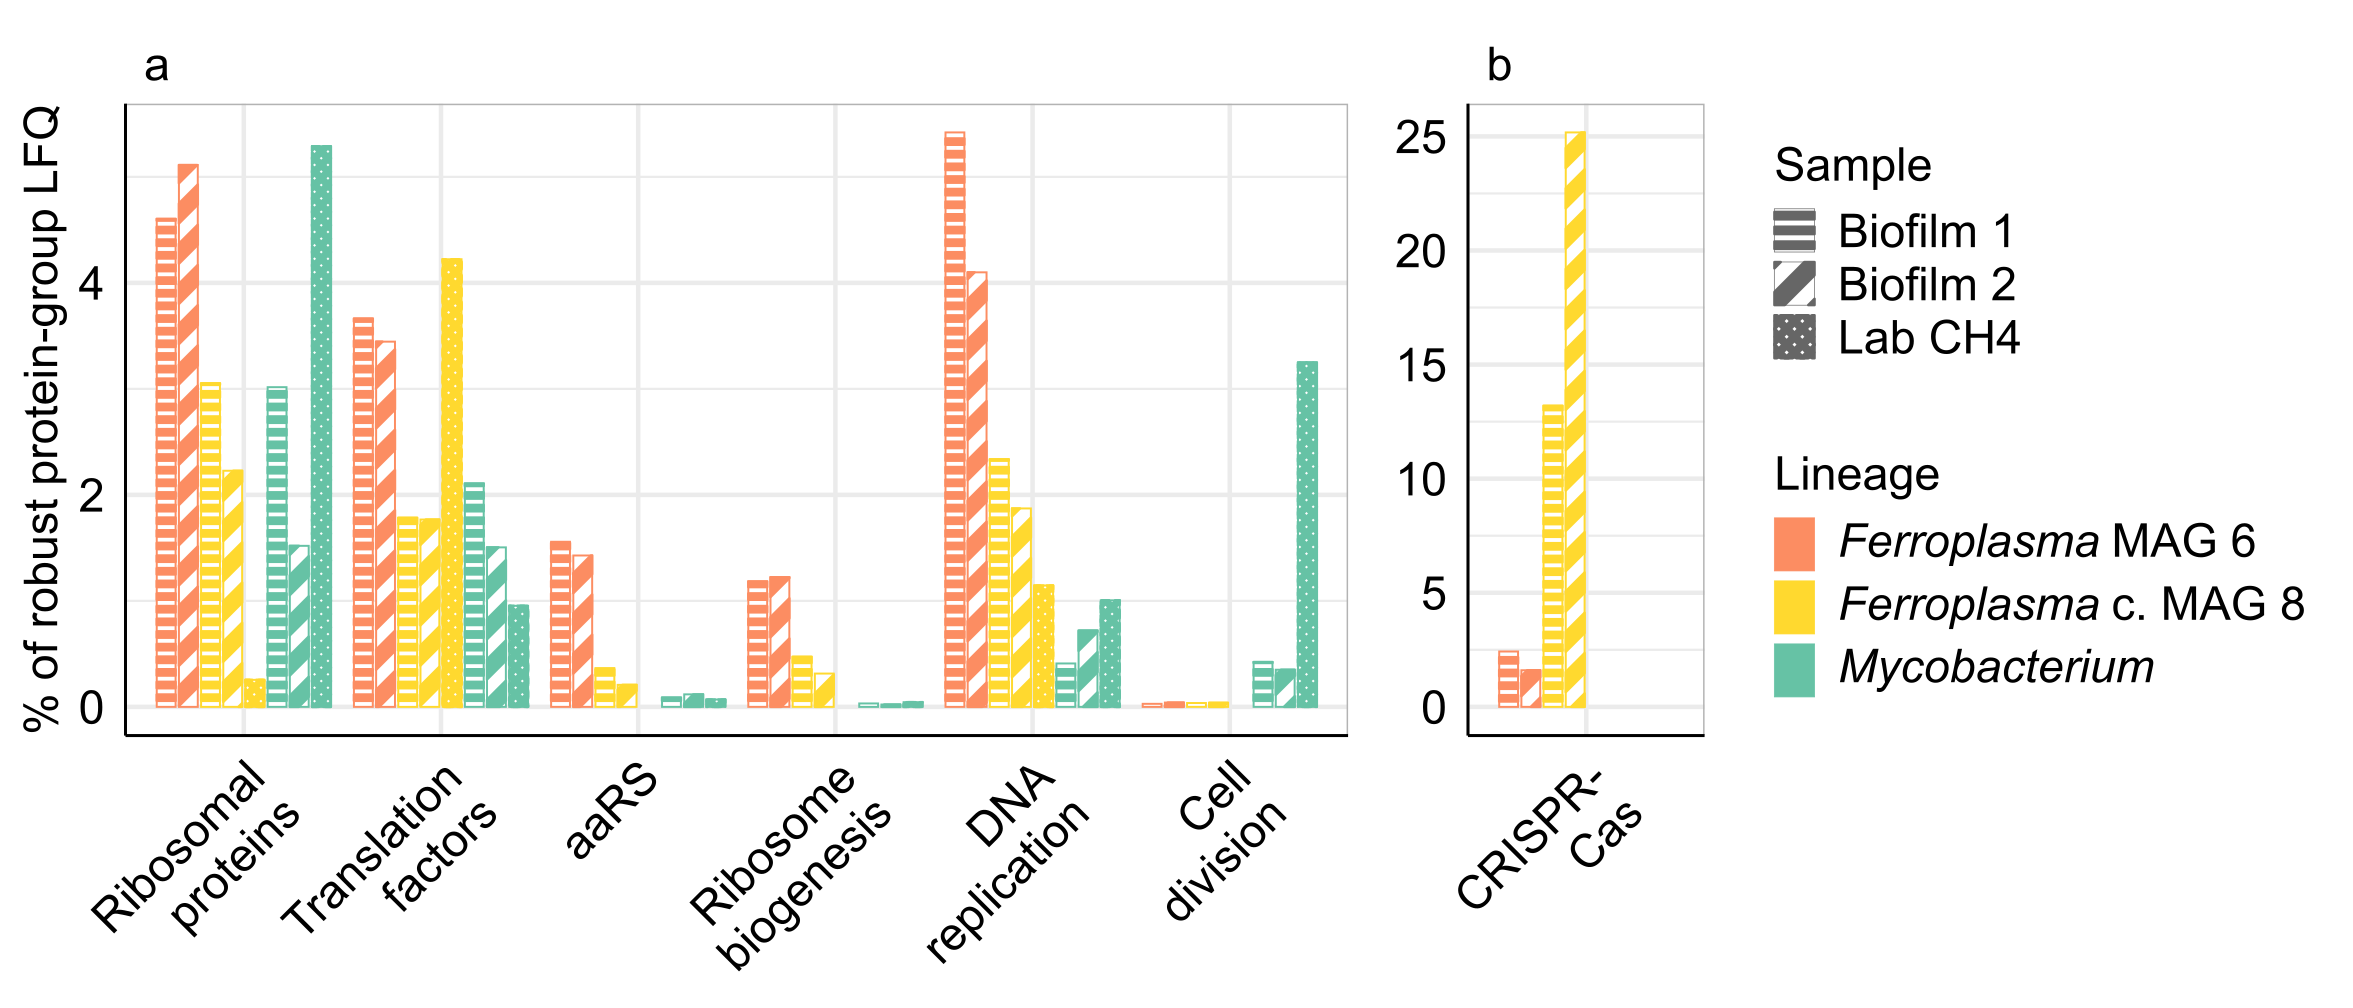 a
b
% of robust protein-group LFQ
4
2
0
25
20
15
10
5
0
Ribosomal
proteins
Translation
factors
aaRS
Ribosome
biogenesis
DNA
replication
Cell
division
CRISPR-
Cas
Sample
Biofilm 1
Biofilm 2
Lab CH4
Lineage
Ferroplasma MAG 6
Ferroplasma c. MAG 8
Mycobacterium